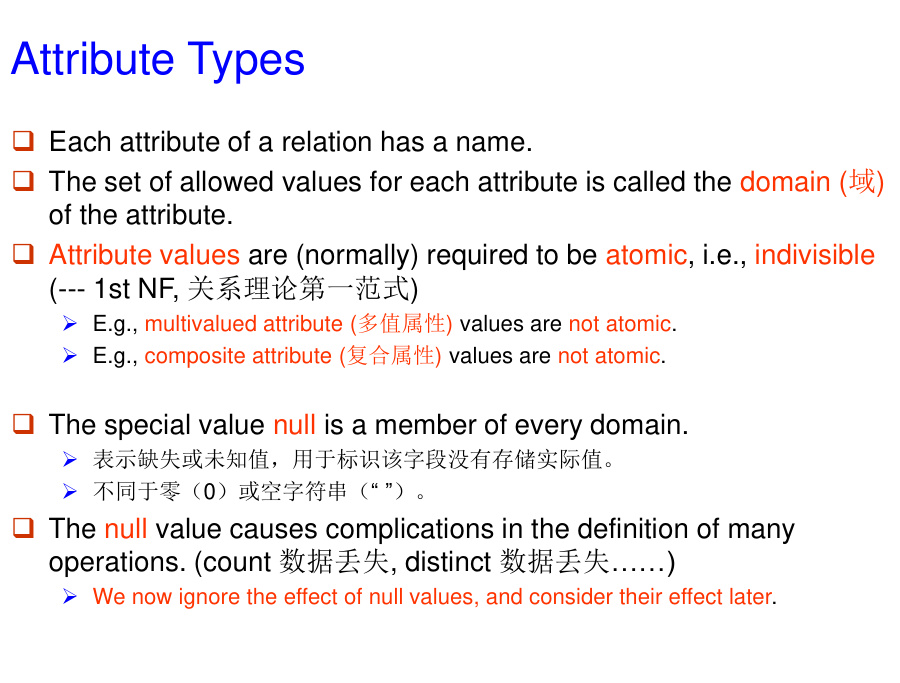 Attribute Types
Each attribute of a relation has a name.
The set of allowed values for each attribute is called the domain (域)
of the attribute.
Attribute values are (normally) required to be atomic, i.e., indivisible
(--- 1st NF, 关系理论第一范式)
E.g., multivalued attribute (多值属性) values are not atomic.
E.g., composite attribute (复合属性) values are not atomic.
The special value null is a member of every domain.
表示缺失或未知值，用于标识该字段没有存储实际值。
不同于零（0）或空字符串（“ ”）。
The null value causes complications in the definition of many
operations. (count 数据丢失, distinct 数据丢失……)
We now ignore the effect of null values, and consider their effect later.